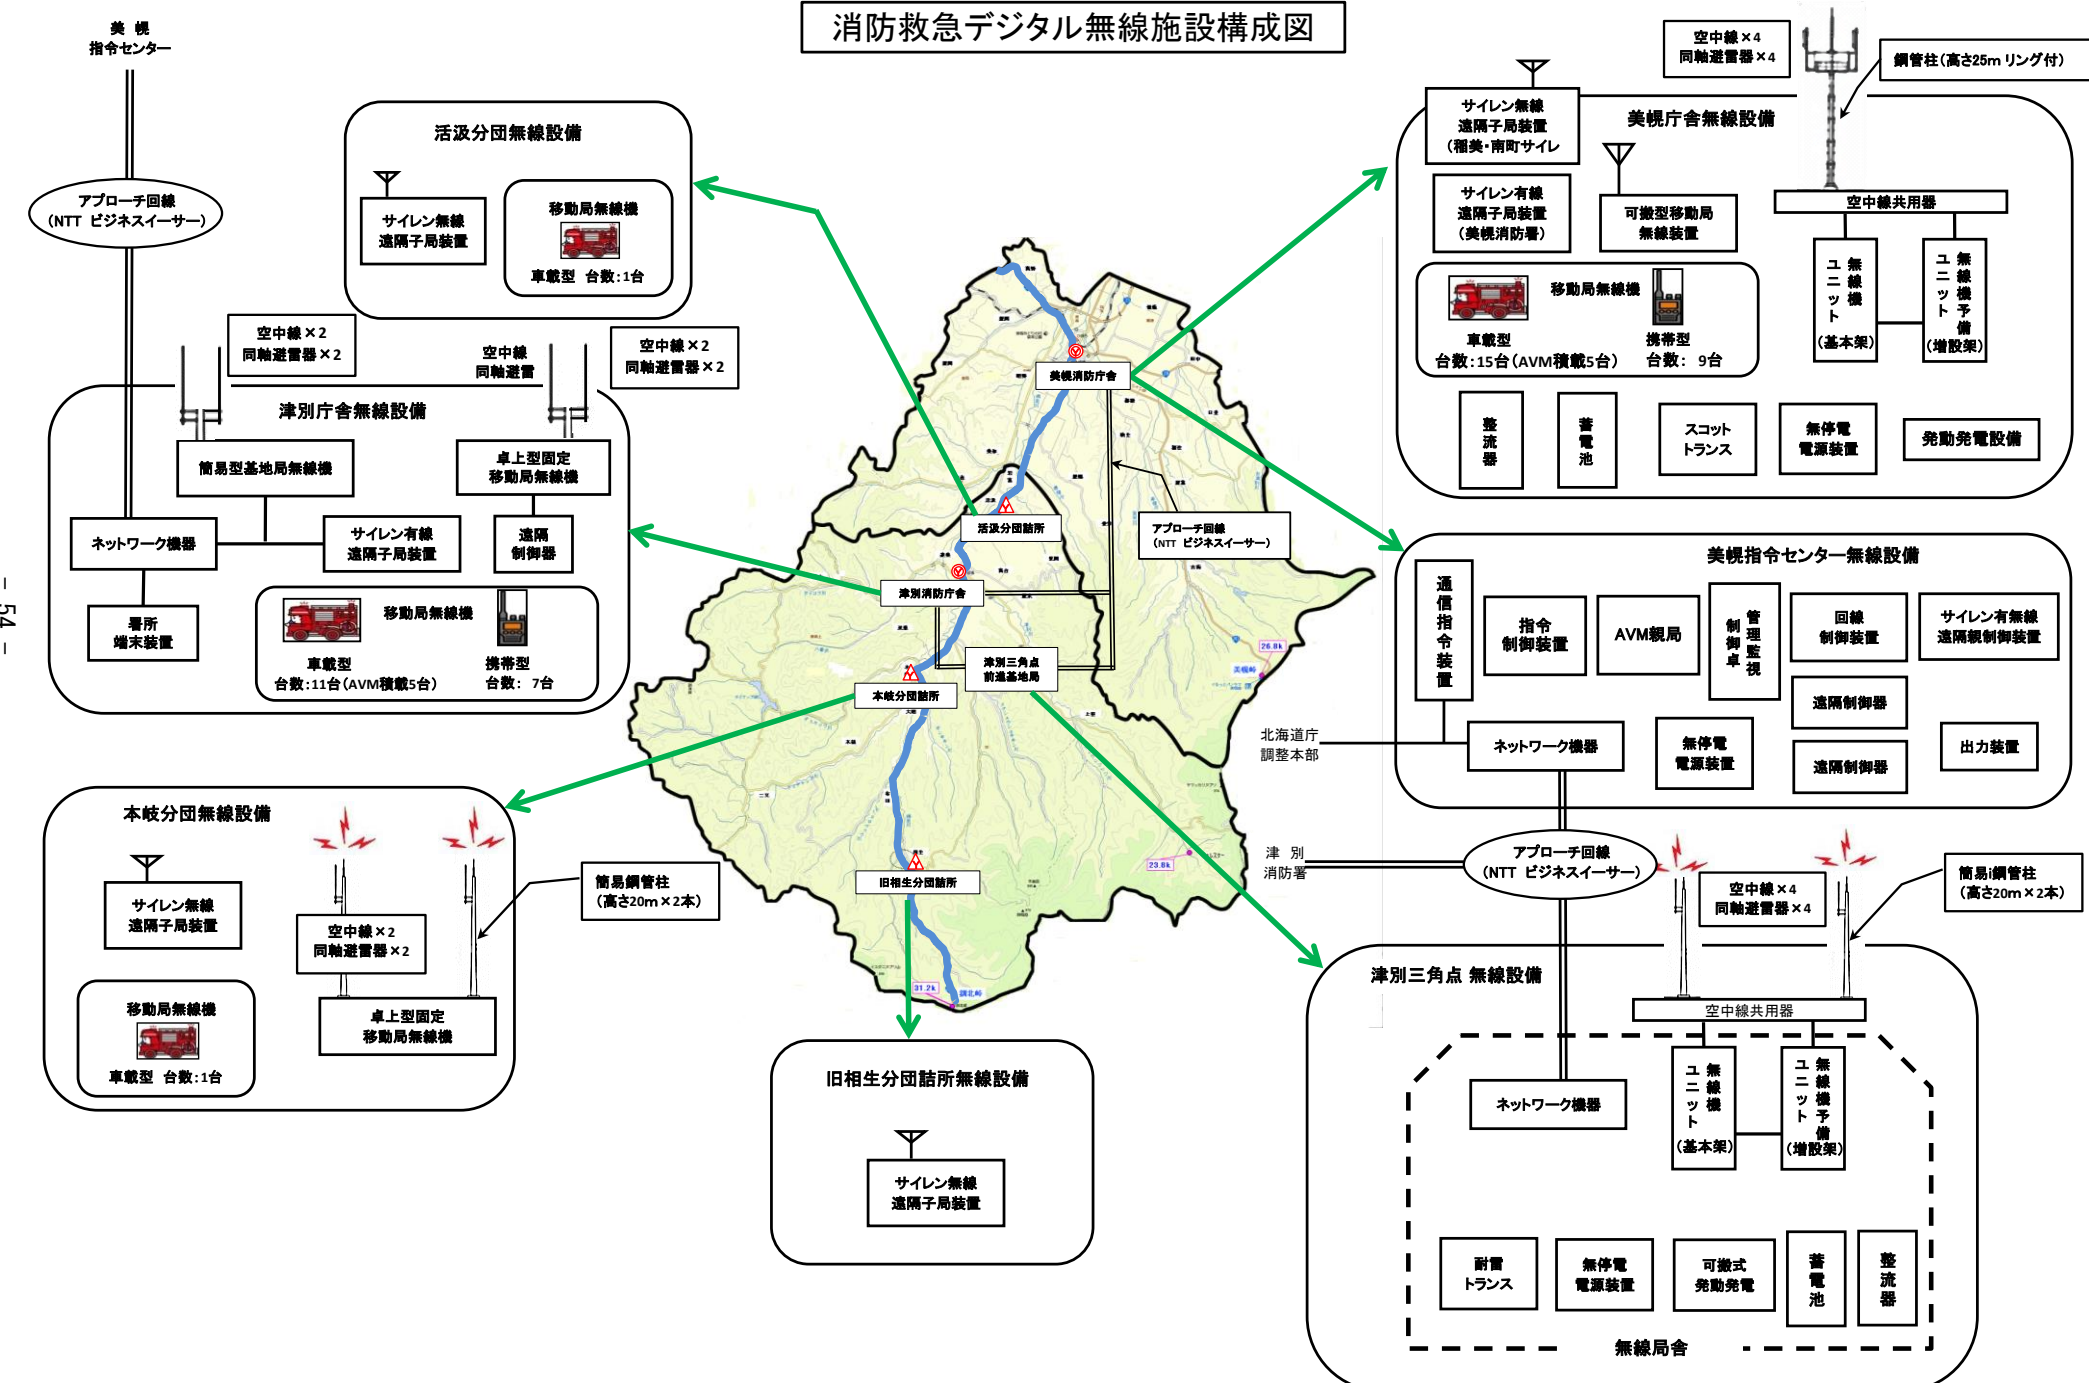 消防救急デジタル無線施設構成図
美 幌
指令センター
アプローチ回線
(NTT ビジネスイーサー)
活汲分団無線設備
サイレン無線
遠隔子局装置
移動局無線機
車載型 台数:1台
空中線×2
同軸避雷器×2
空中線
同軸避雷
空中線×2
同軸避雷器×2
津別庁舎無線設備
簡易型基地局無線機
卓上型固定
移動局無線機
ネットワーク機器
サイレン有線
遠隔子局装置
遠隔
制御器
署所
端末装置
移動局無線機
車載型
台数:11台(AVM積載5台)
携帯型
台数: 7台
- 54 -
本岐分団無線設備
サイレン無線
遠隔子局装置
空中線×2
同軸避雷器×2
簡易鋼管柱
(高さ20m×2本)
移動局無線機
車載型 台数:1台
卓上型固定
移動局無線機
美幌消防庁舎
活汲分団詰所
アプローチ回線
(NTT ビジネスイーサー)
津別消防庁舎
津別三角点
前進基地局
本岐分団詰所
旧相生分団詰所
26.8k
美幌峠
23.8k
31.2k
釧北峠
旧相生分団詰所無線設備
サイレン無線
遠隔子局装置
空中線×4
同軸避雷器×4
鋼管柱(高さ25m リング付)
美幌庁舎無線設備
サイレン無線
遠隔子局装置
(稲美・南町サイレ
サイレン有線
遠隔子局装置
(美幌消防署)
可搬型移動局
無線装置
空中線共用器
無線機
ユニット
(基本架)
無線機予備
ユニット
(増設架)
移動局無線機
車載型
台数:15台(AVM積載5台)
携帯型
台数: 9台
整流器
蓄電池
スコット
トランス
無停電
電源装置
発動発電設備
美幌指令センター無線設備
通信指令装置
指令
制御装置
AVM親局
管理監視
制御卓
回線
制御装置
サイレン有無線
遠隔親制御装置
遠隔制御器
北海道庁
調整本部
ネットワーク機器
無停電
電源装置
遠隔制御器
出力装置
津 別
消防署
アプローチ回線
(NTT ビジネスイーサー)
空中線×4
同軸避雷器×4
簡易i鋼管柱
(高さ20m×2本)
津別三角点 無線設備
空中線共用器
ネットワーク機器
無線機
ユニット
(基本架)
無線機予備
ユニット
(増設架)
耐雷
トランス
無停電
電源装置
可搬式
発動発電
蓄電池
整流器
無線局舎